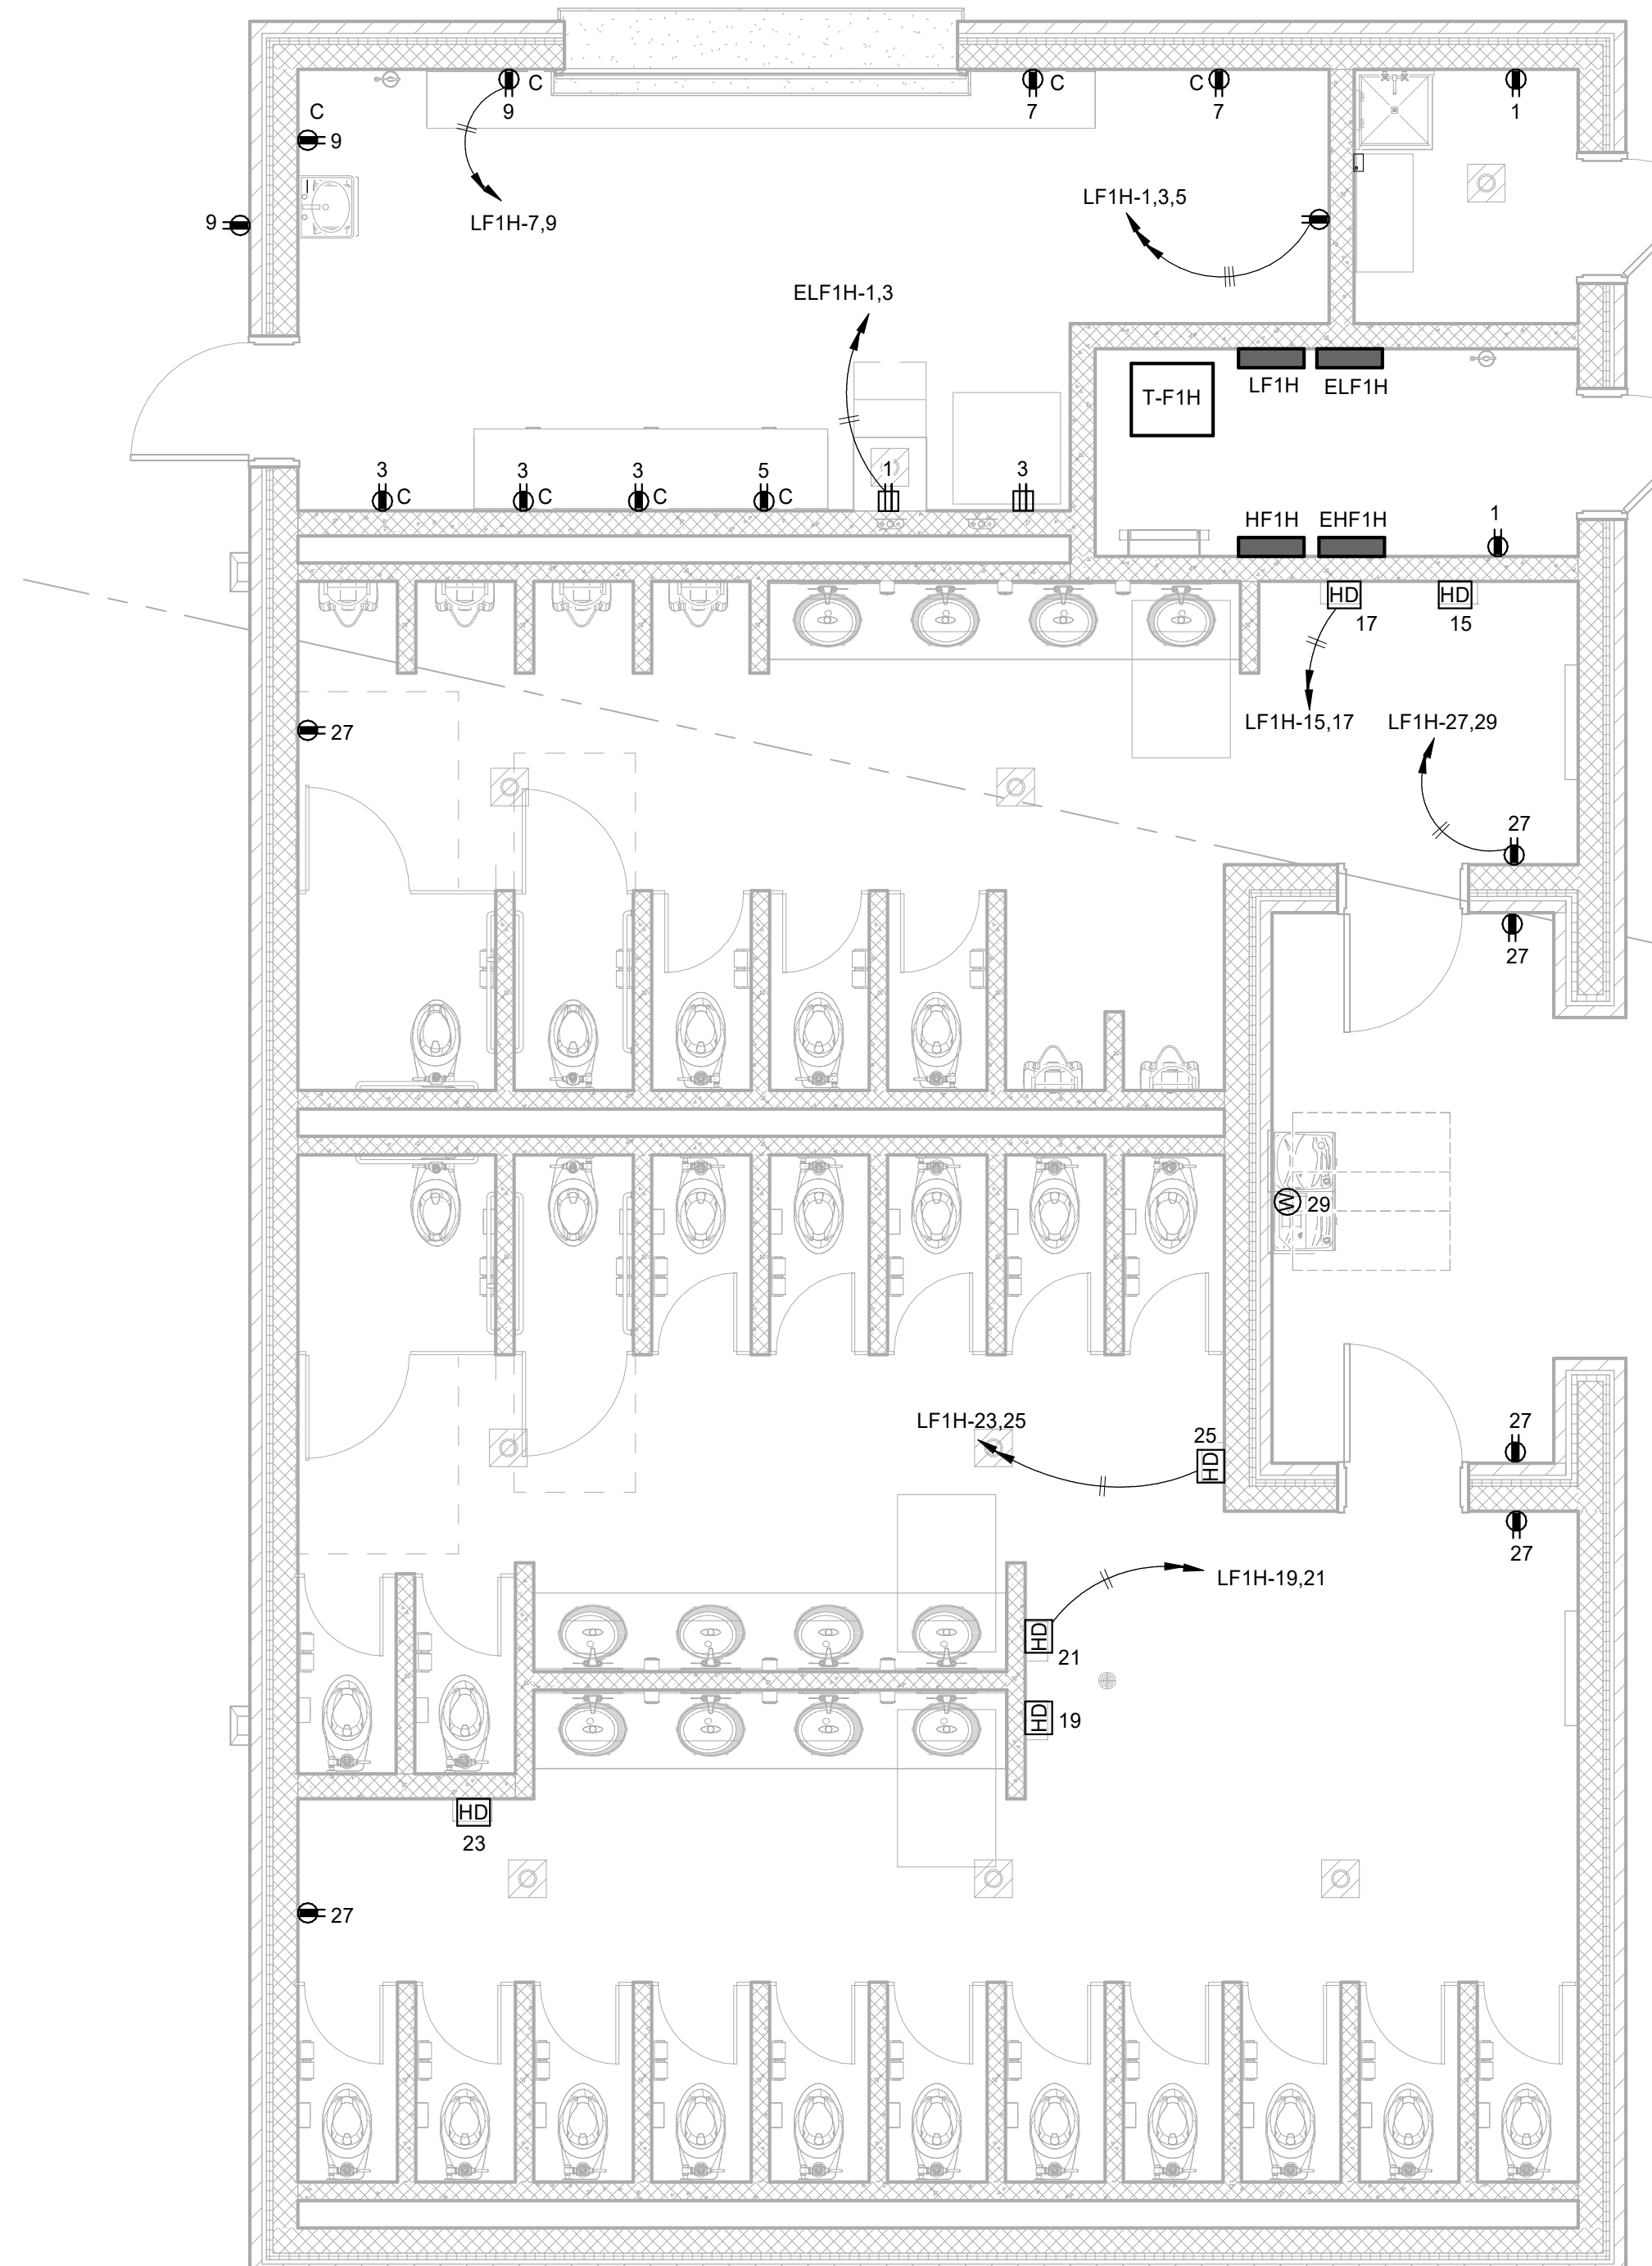 C
9
C
7
C
C
7
1
9
9
LF1H-7,9
LF1H-1,3,5
ELF1H-1,3
T-F1H
LF1H
ELF1H
3
C
3
C
3
C
5
C
1
3
HF1H
EHF1H
1
HD
17
HD
15
LF1H-15,17
LF1H-27,29
27
27
27
W
29
LF1H-23,25
25
HD
27
27
LF1H-19,21
HD
21
HD
19
HD
23
27